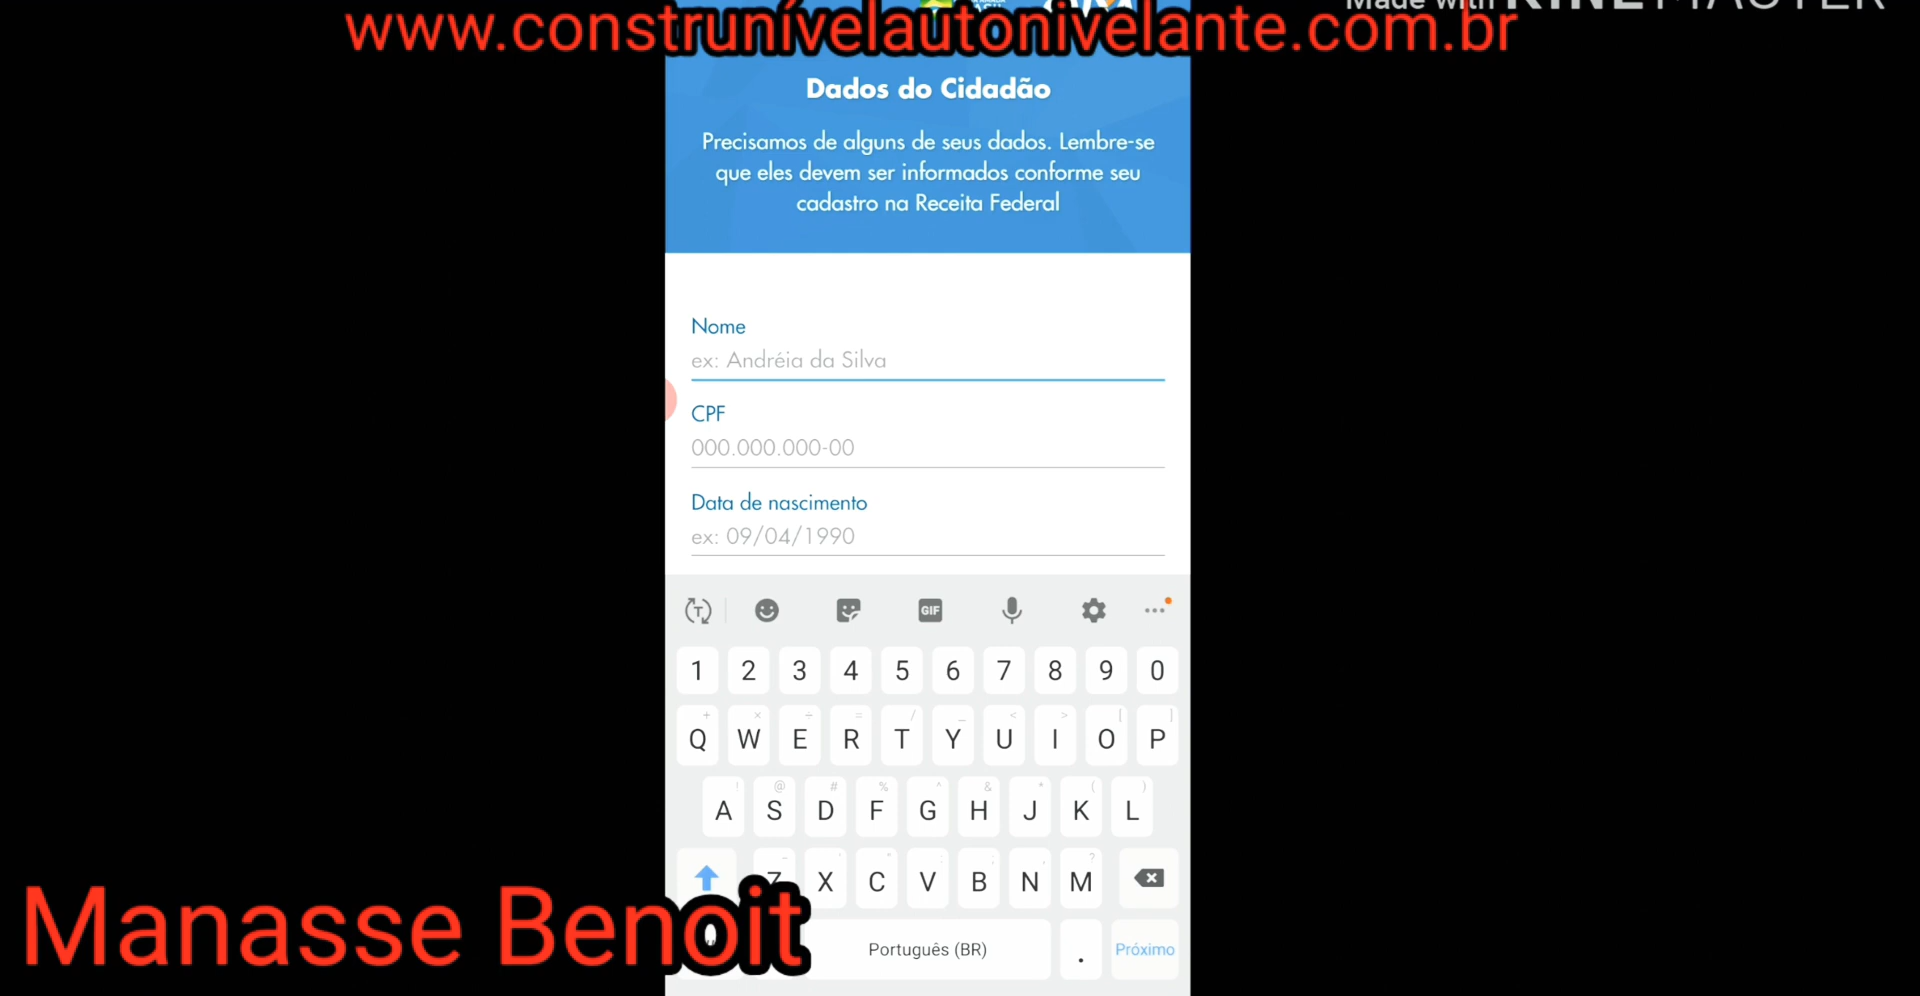 www.construnívelautonivelante.com.br
Made with KINEMASTER
Dados do Cidadão
Precisamos de alguns de seus dados. Lembre-se
que eles devem ser informados conforme seu
cadastro na Receita Federal
Nome
ex: Andréia da Silva
CPF
000.000.000-00
Data de nascimento
ex: 09/04/1990
GIF
1 2 3 4 5 6 7 8 9 0
+ × ÷ = / _ < > [ ]
Q W E R T Y U I O P
! @ # % ^ & * ( )
A S D F G H J K L
Z X C V B N M
Manasse Benoit
Português (BR)
. Próximo